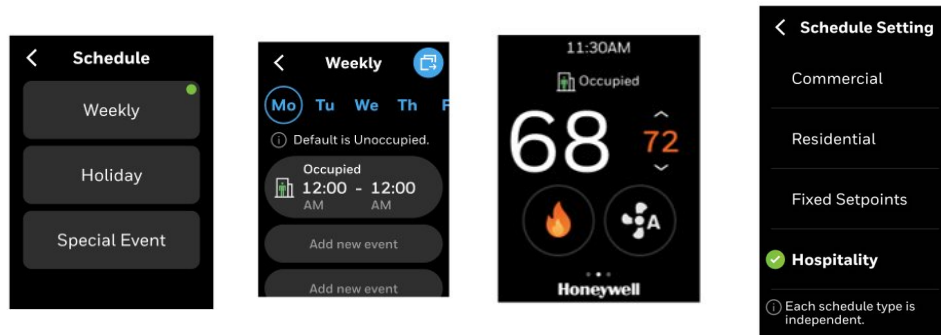 Schedule
Weekly
Holiday
Special Event
Weekly
Mo Tu We Th F
Default is Unoccupied.
Occupied
12:00 - 12:00
AM AM
Add new event
Add new event
11:30AM
Occupied
68 72
A
Honeywell
Schedule Setting
Commercial
Residential
Fixed Setpoints
Hospitality
Each schedule type is
independent.